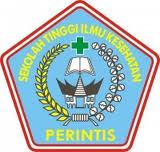 SEKOLAH TINGGI ILMU KESEHATAN
PERINTIS